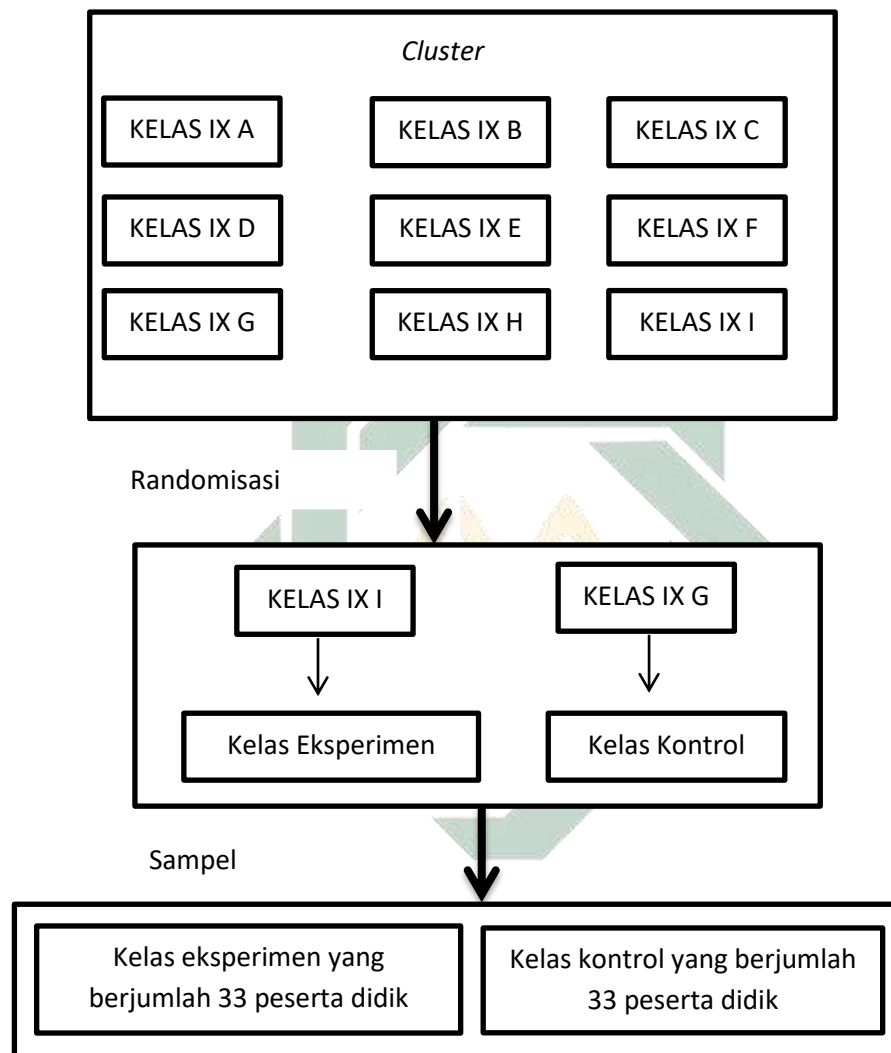 Cluster
KELAS IX A
KELAS IX B
KELAS IX C
KELAS IX D
KELAS IX E
KELAS IX F
KELAS IX G
KELAS IX H
KELAS IX I
Randomisasi
KELAS IX I
KELAS IX G
Kelas Eksperimen
Kelas Kontrol
Sampel
Kelas eksperimen yang
berjumlah 33 peserta didik
Kelas kontrol yang berjumlah
33 peserta didik